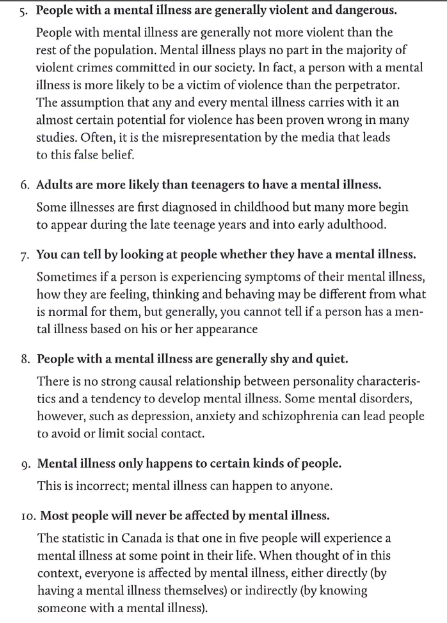 5. People with a mental illness are generally violent and dangerous.
People with mental illness are generally not more violent than the
rest of the population. Mental illness plays no part in the majority of
violent crimes committed in our society. In fact, a person with a mental
illness is more likely to be a victim of violence than the perpetrator.
The assumption that any and every mental illness carries with it an
almost certain potential for violence has been proven wrong in many
studies. Often, it is the misrepresentation by the media that leads
to this false belief.
6. Adults are more likely than teenagers to have a mental illness.
Some illnesses are first diagnosed in childhood but many more begin
to appear during the late teenage years and into early adulthood.
7. You can tell by looking at people whether they have a mental illness.
Sometimes if a person is experiencing symptoms of their mental illness,
how they are feeling, thinking and behaving may be different from what
is normal for them, but generally, you cannot tell if a person has a men-
tal illness based on his or her appearance
8. People with a mental illness are generally shy and quiet.
There is no strong causal relationship between personality characteris-
tics and a tendency to develop mental illness. Some mental disorders,
however, such as depression, anxiety and schizophrenia can lead people
to avoid or limit social contact.
9. Mental illness only happens to certain kinds of people.
This is incorrect; mental illness can happen to anyone.
10. Most people will never be affected by mental illness.
The statistic in Canada is that one in five people will experience a
mental illness at some point in their life. When thought of in this
context, everyone is affected by mental illness, either directly (by
having a mental illness themselves) or indirectly (by knowing
someone with a mental illness).